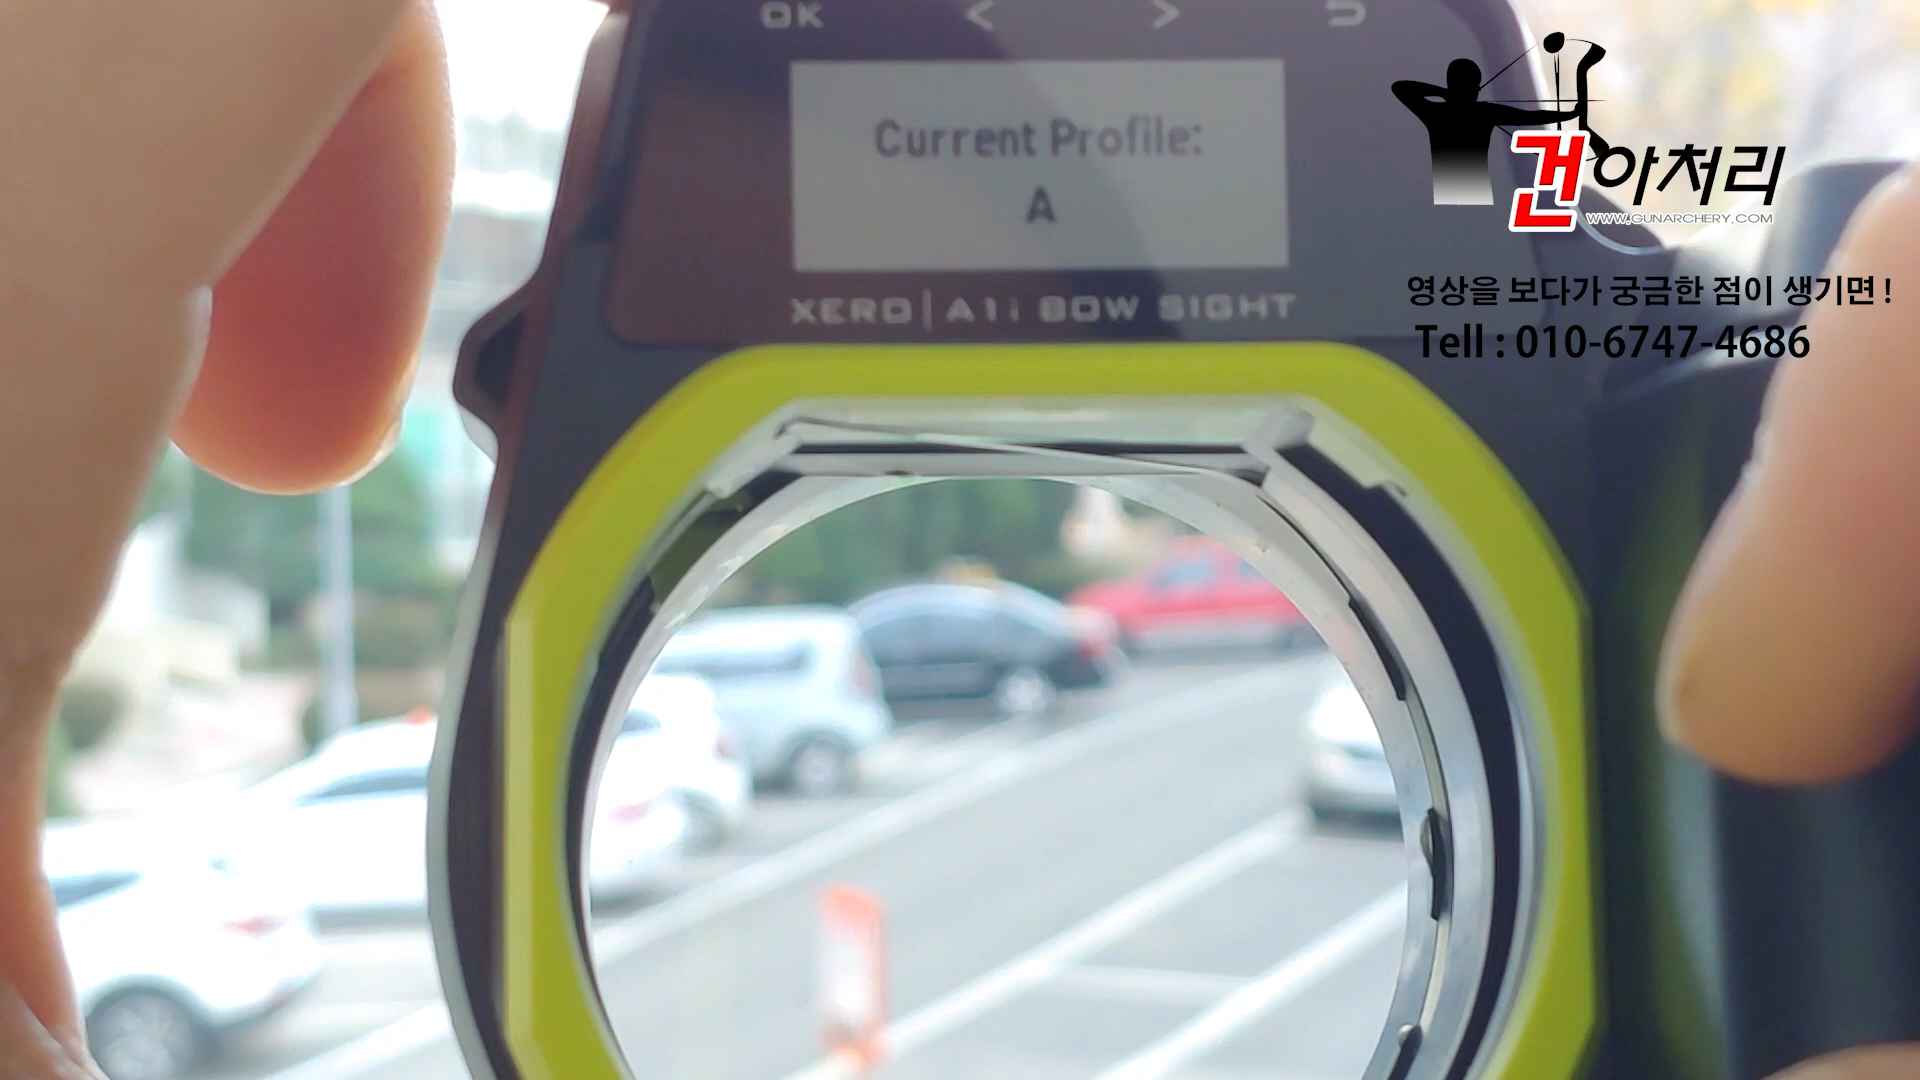 OK < >
Current Profile:
A
XERO | A1i BOW SIGHT
건아처리
WWW.GUNARCHERY.COM
영상을 보다가 궁금한 점이 생기면 !
Tell : 010-6747-4686